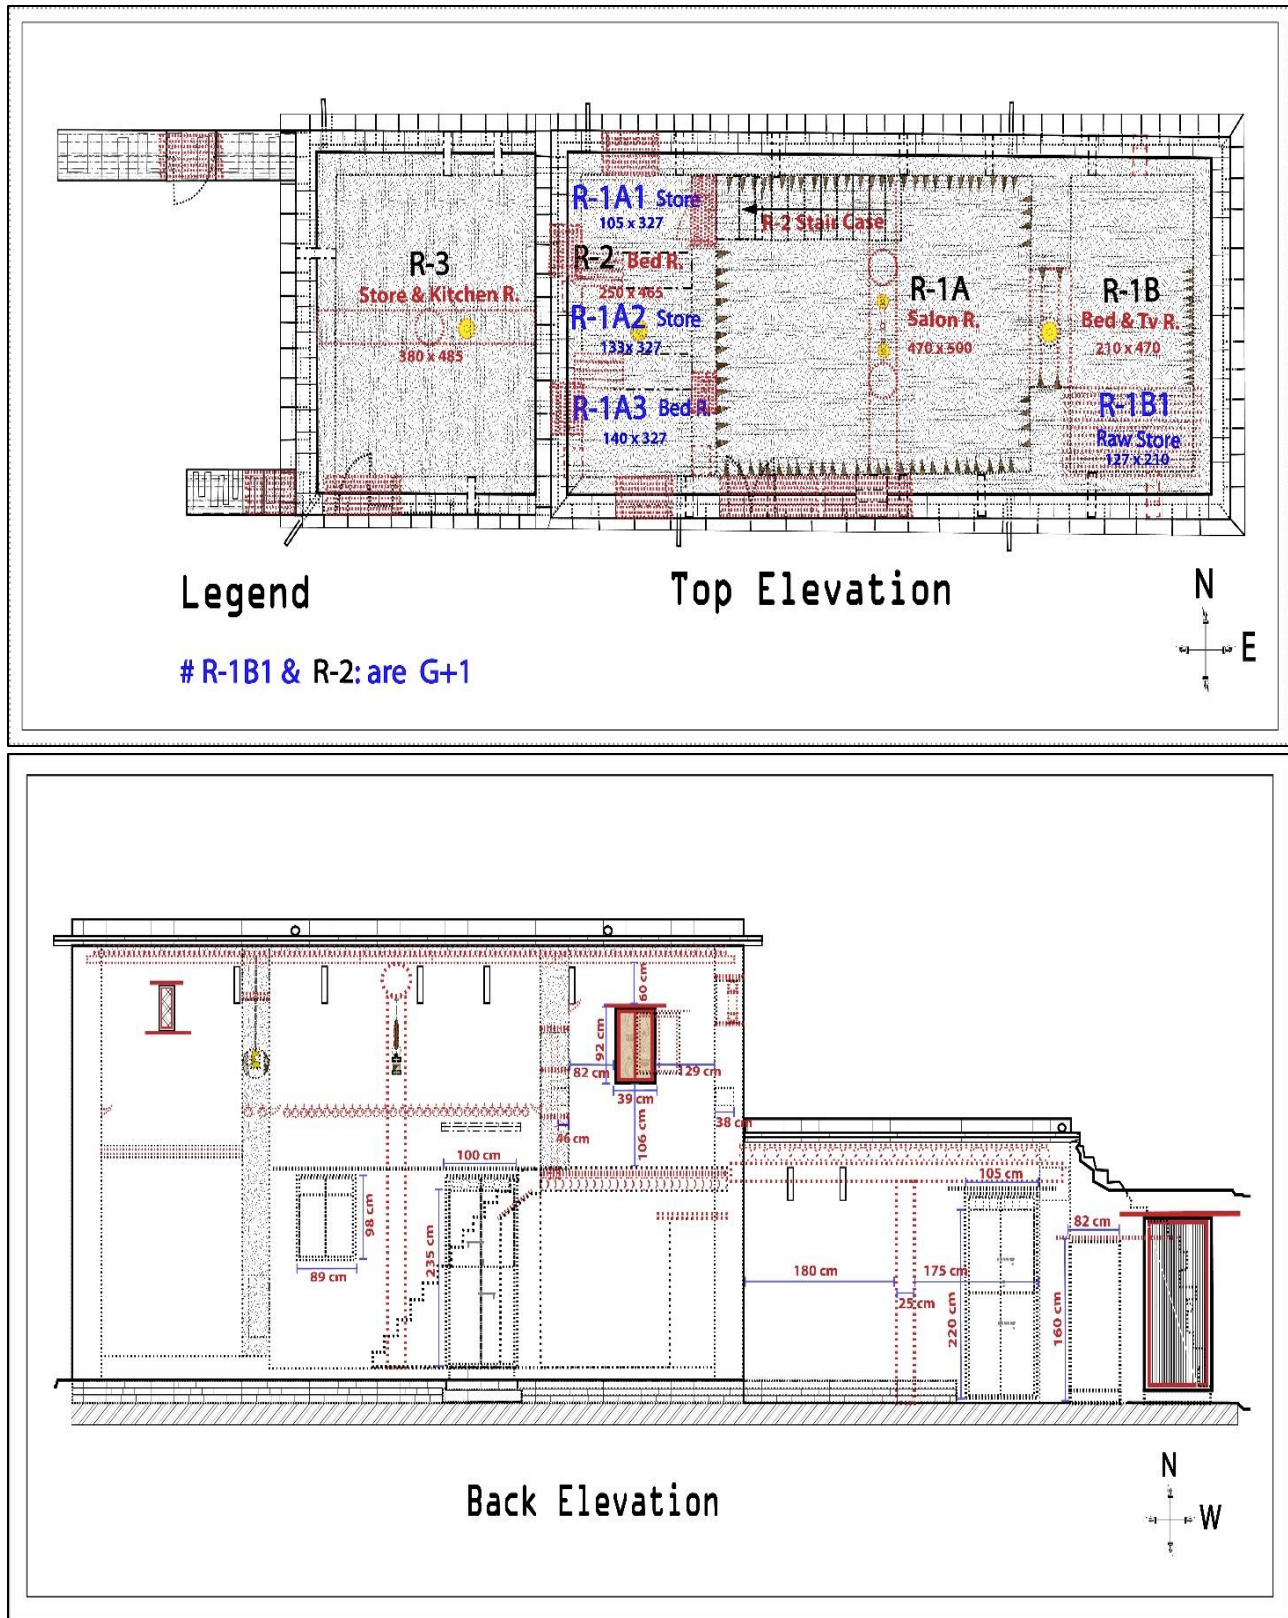 R-1A1 Store
105 x 327
R-2 Stair Case
R-2 Bed R.
250 x 465
R-3
Store & Kitchen R.
380 x 485
R-1A2 Store
133x 327
R-1A3 Bed R.
140 x 327
R-1A
Salon R.
470 x 500
R-1B
Bed & Tv R.
210 x 470
R-1B1
Raw Store
127 x 210
Legend
Top Elevation
N
E
# R-1B1 & R-2: are G+1
60 cm
92 cm
82 cm
129 cm
39 cm
106 cm
46 cm
38 cm
100 cm
98 cm
89 cm
235 cm
105 cm
82 cm
180 cm
175 cm
25 cm
220 cm
160 cm
Back Elevation
N
W